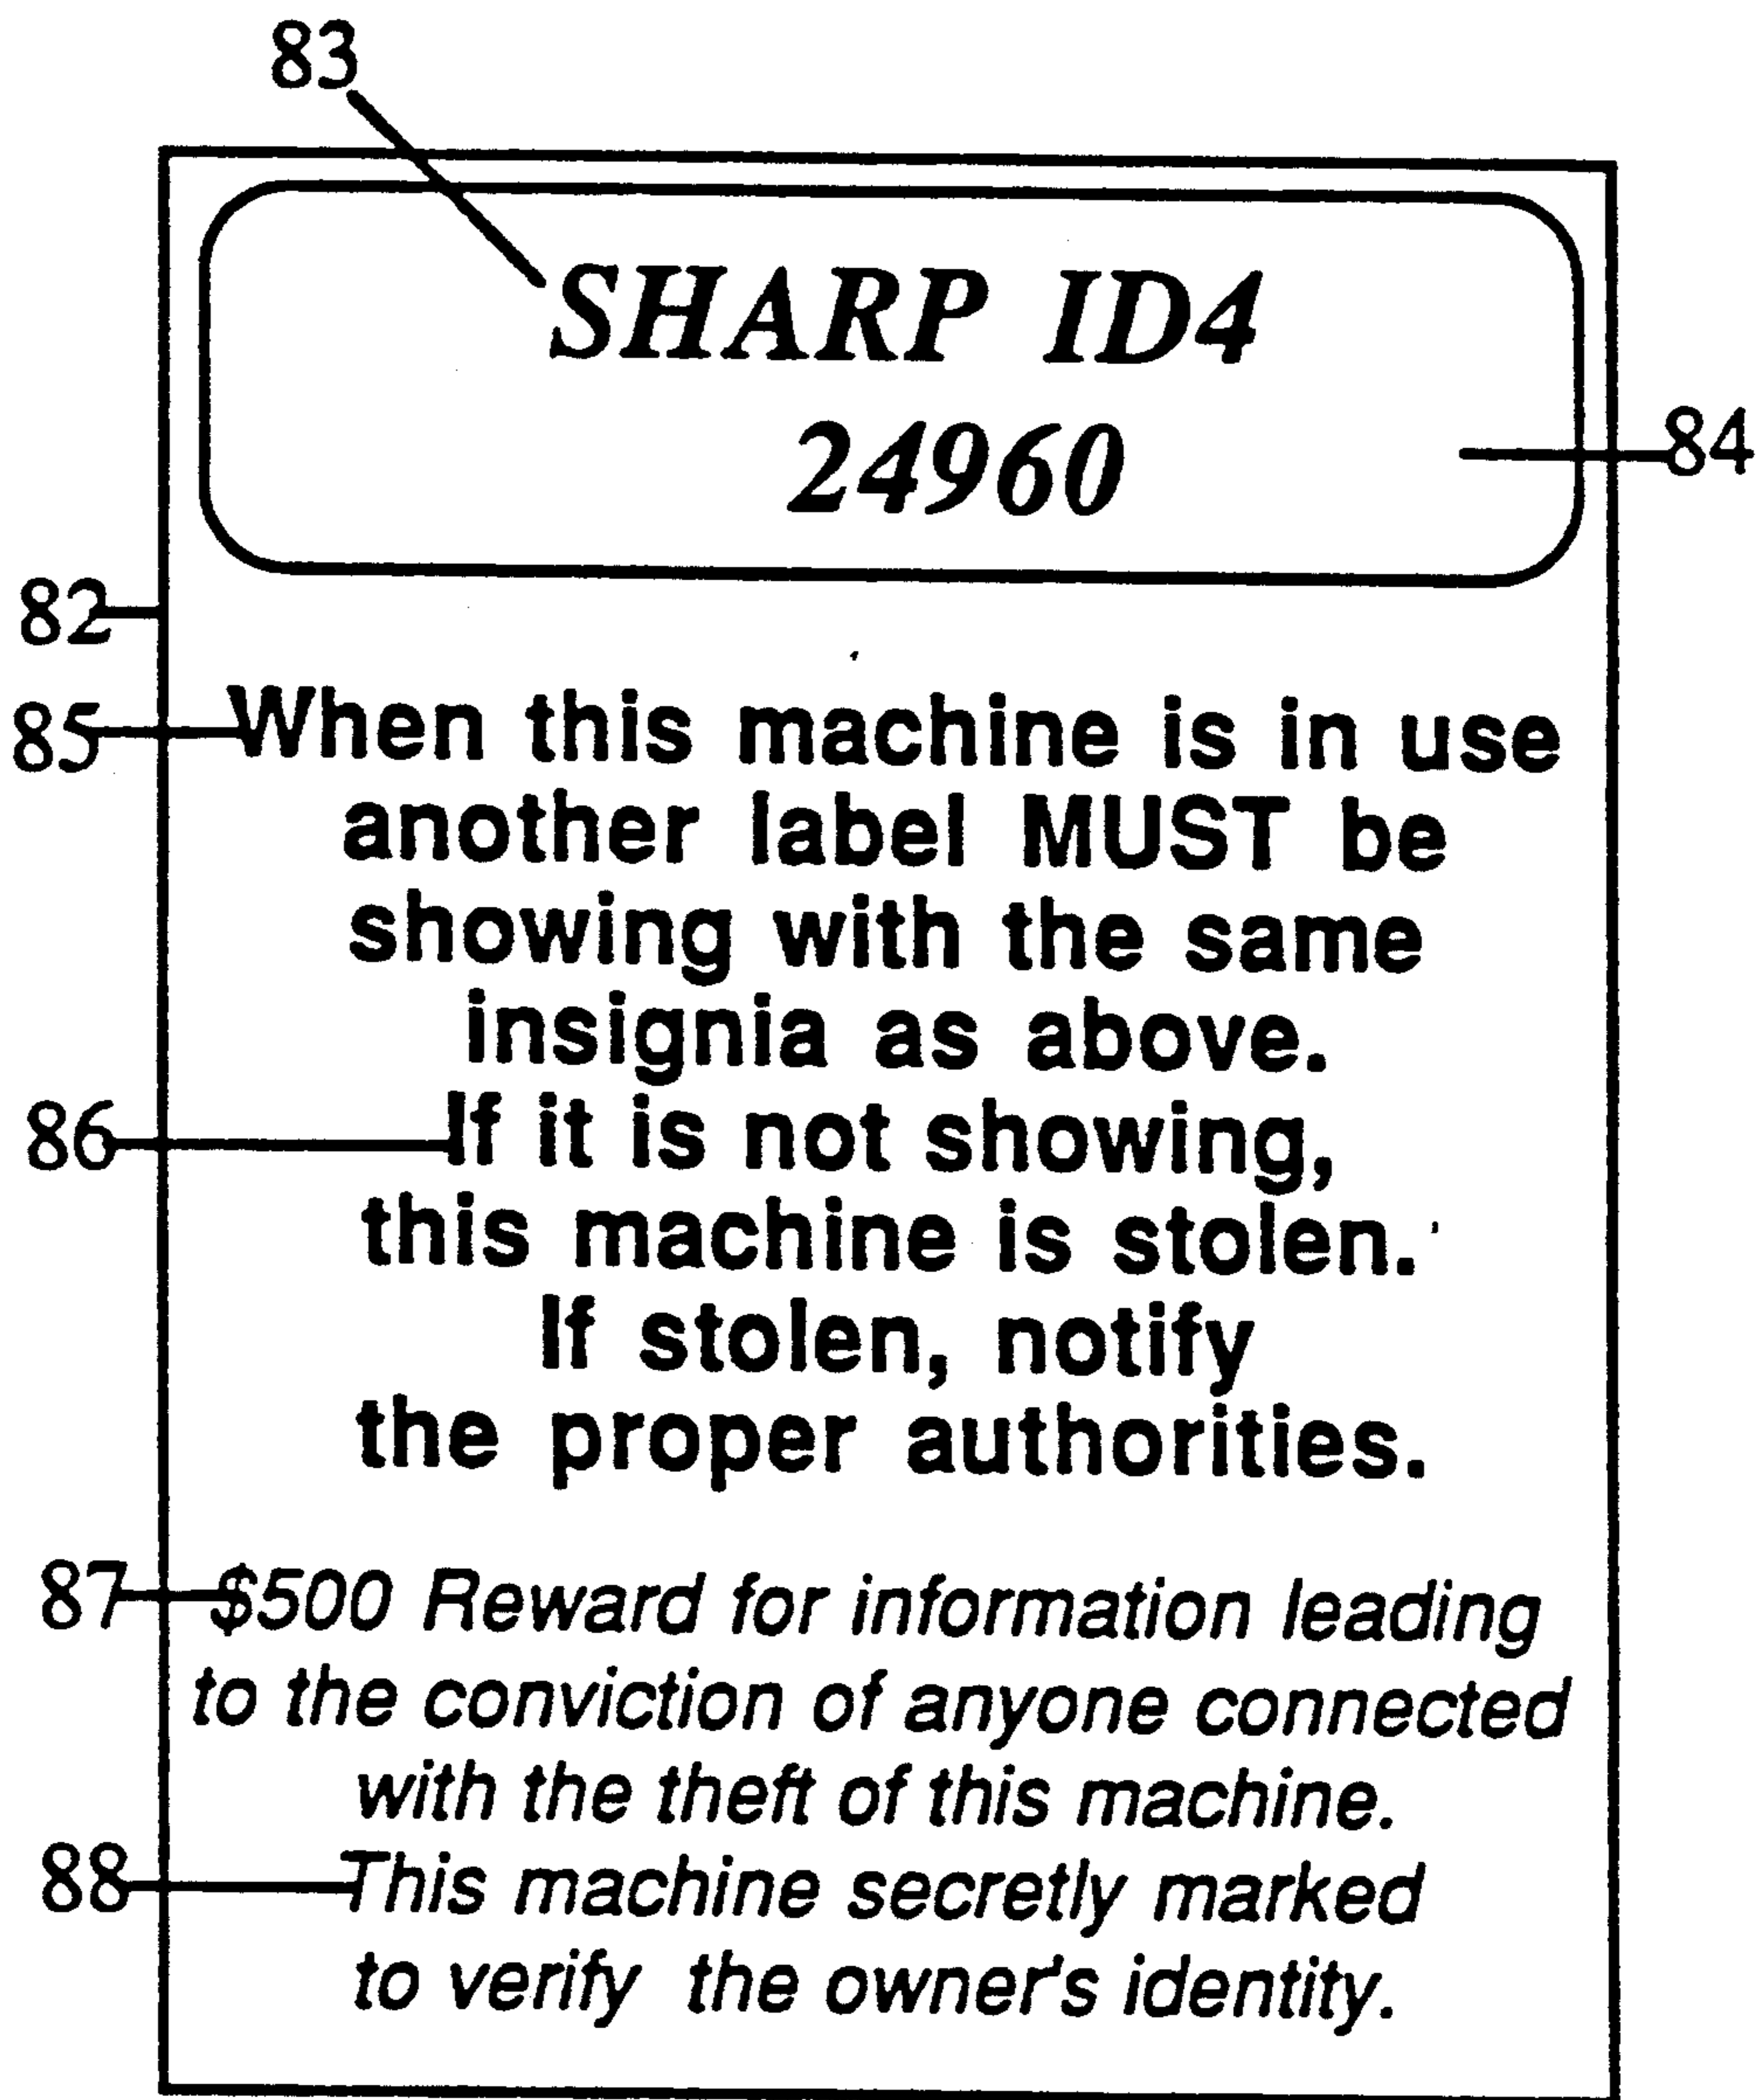 83
SHARP ID4
24960
84
82
85 When this machine is in use
another label MUST be
showing with the same
insignia as above.
86 If it is not showing,
this machine is stolen.
If stolen, notify
the proper authorities.
87 $500 Reward for information leading
to the conviction of anyone connected
with the theft of this machine.
88 This machine secretly marked
to verify the owner's identity.